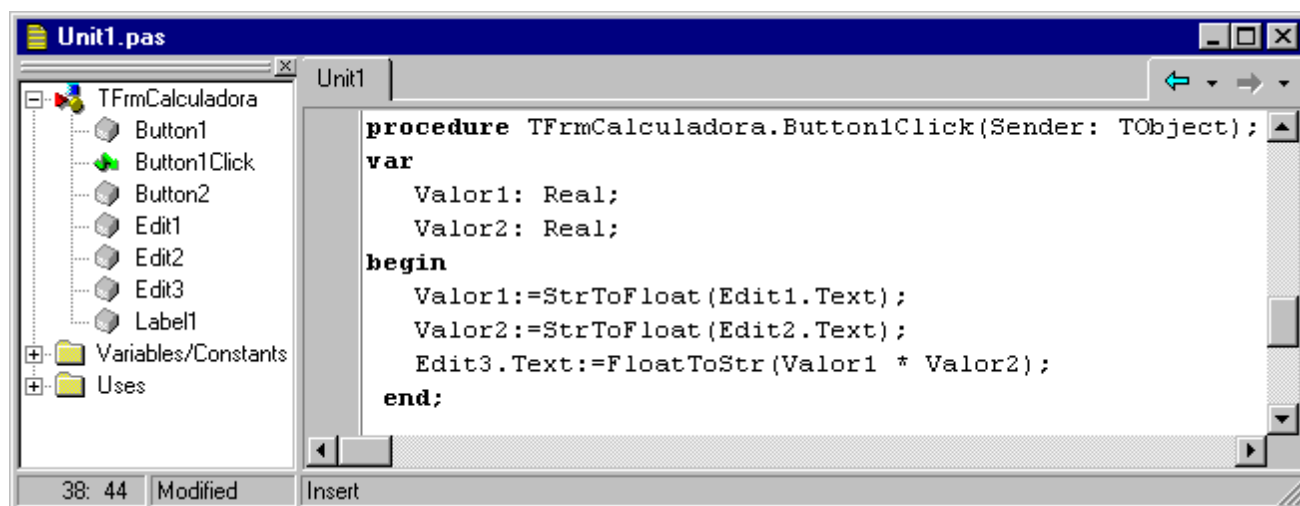 Unit1.pas
TFrmCalculadora
Button1
Button1Click
Button2
Edit1
Edit2
Edit3
Label1
Variables/Constants
Uses
Unit1
procedure TFrmCalculadora.Button1Click(Sender: TObject);
var
Valor1: Real;
Valor2: Real;
begin
Valor1:=StrToFloat(Edit1.Text);
Valor2:=StrToFloat(Edit2.Text);
Edit3.Text:=FloatToStr(Valor1 * Valor2);
end;
38: 44 Modified Insert